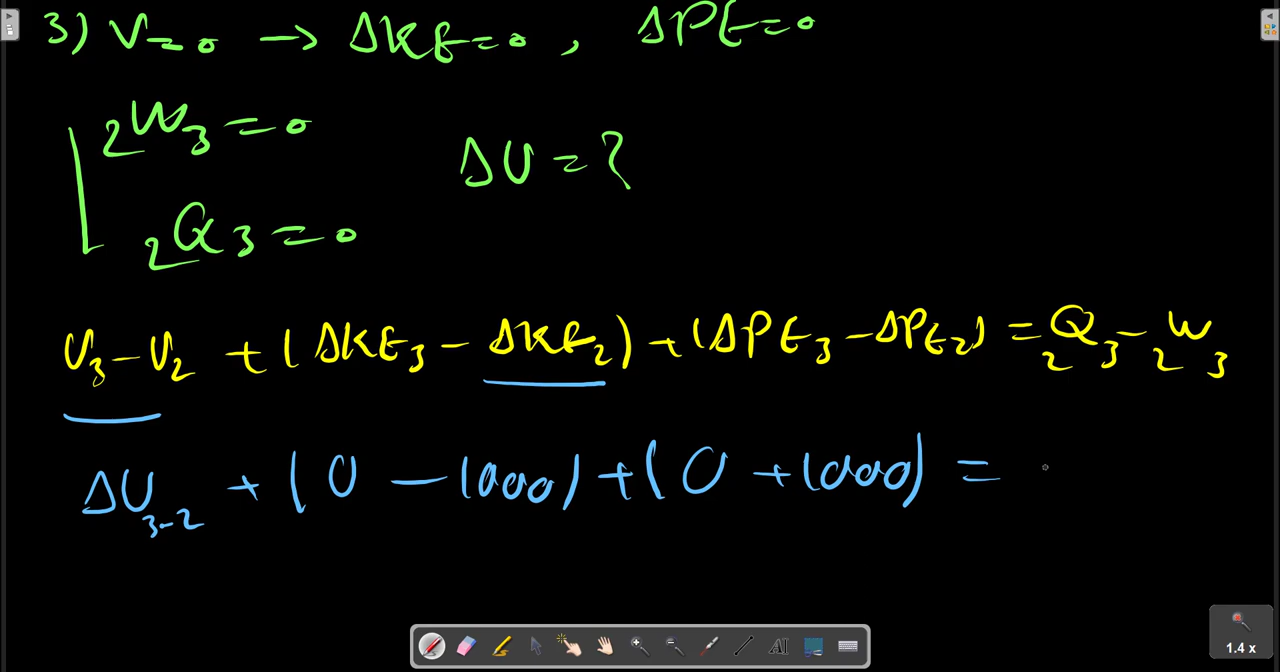 3) V=0 → ΔKE=0, ΔPE=0
₂W₃=0
ΔU=?
₂Q₃=0
U₃-U₂ + (ΔKE₃ - ΔKE₂) + (ΔPE₃ - ΔPE₂) = ₂Q₃ - ₂W₃
ΔU₃₋₂ + (0 - 1000) + (0 + 1000) =
AI
1.4 x